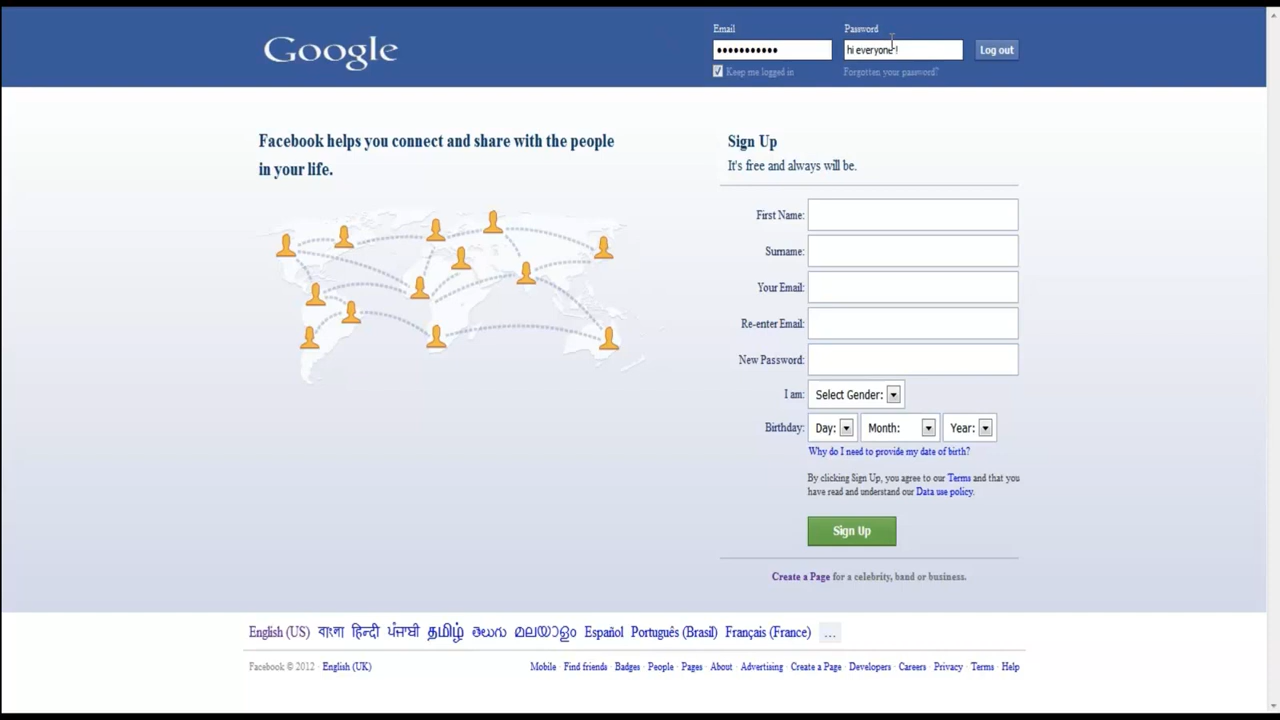 Google
Email
Password
•••••••••••
hi everyone !
Log out
Keep me logged in
Forgotten your password?
Facebook helps you connect and share with the people
in your life.
Sign Up
It's free and always will be.
First Name:
Surname:
Your Email:
Re-enter Email:
New Password:
I am:
Select Gender:
Birthday:
Day:
Month:
Year:
Why do I need to provide my date of birth?
By clicking Sign Up, you agree to our Terms and that you
have read and understand our Data use policy.
Sign Up
Create a Page for a celebrity, band or business.
English (US) বাংলা हिन्दी ਪੰਜਾਬੀ தமிழ் తెలుగు മലയാളം Español Português (Brasil) Français (France) ...
Facebook © 2012 · English (UK)
Mobile · Find friends · Badges · People · Pages · About · Advertising · Create a Page · Developers · Careers · Privacy · Terms · Help